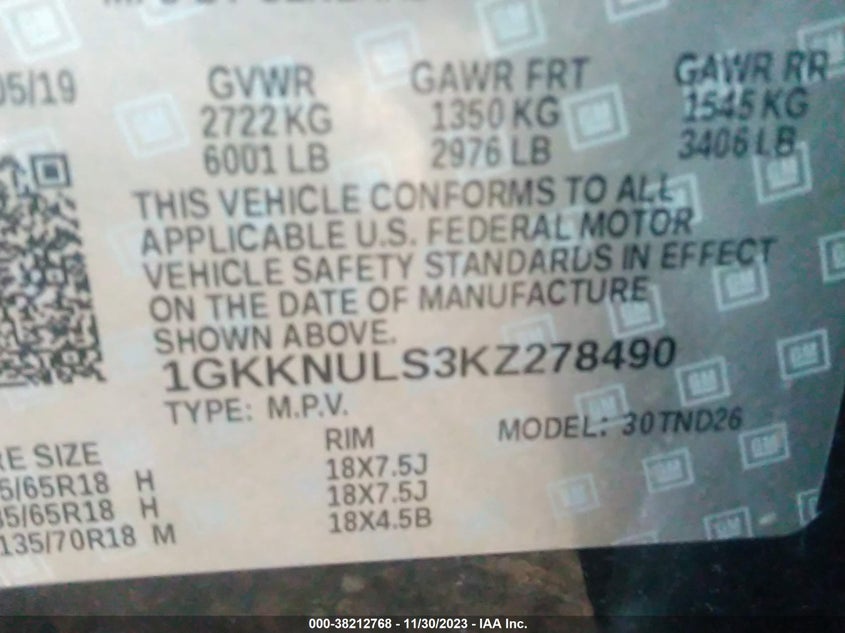 05/19 GVWR GAWR FRT GAWR RR
2722 KG 1350 KG 1545 KG
6001 LB 2976 LB 3406 LB
THIS VEHICLE CONFORMS TO ALL
APPLICABLE U.S. FEDERAL MOTOR
VEHICLE SAFETY STANDARDS IN EFFECT
ON THE DATE OF MANUFACTURE
SHOWN ABOVE.
1GKKNULS3KZ278490
TYPE: M.P.V. MODEL: 30TND26
RE SIZE RIM
5/65R18 H 18X7.5J
5/65R18 H 18X7.5J
135/70R18 M 18X4.5B
GM
000-38212768 - 11/30/2023 - IAA Inc.